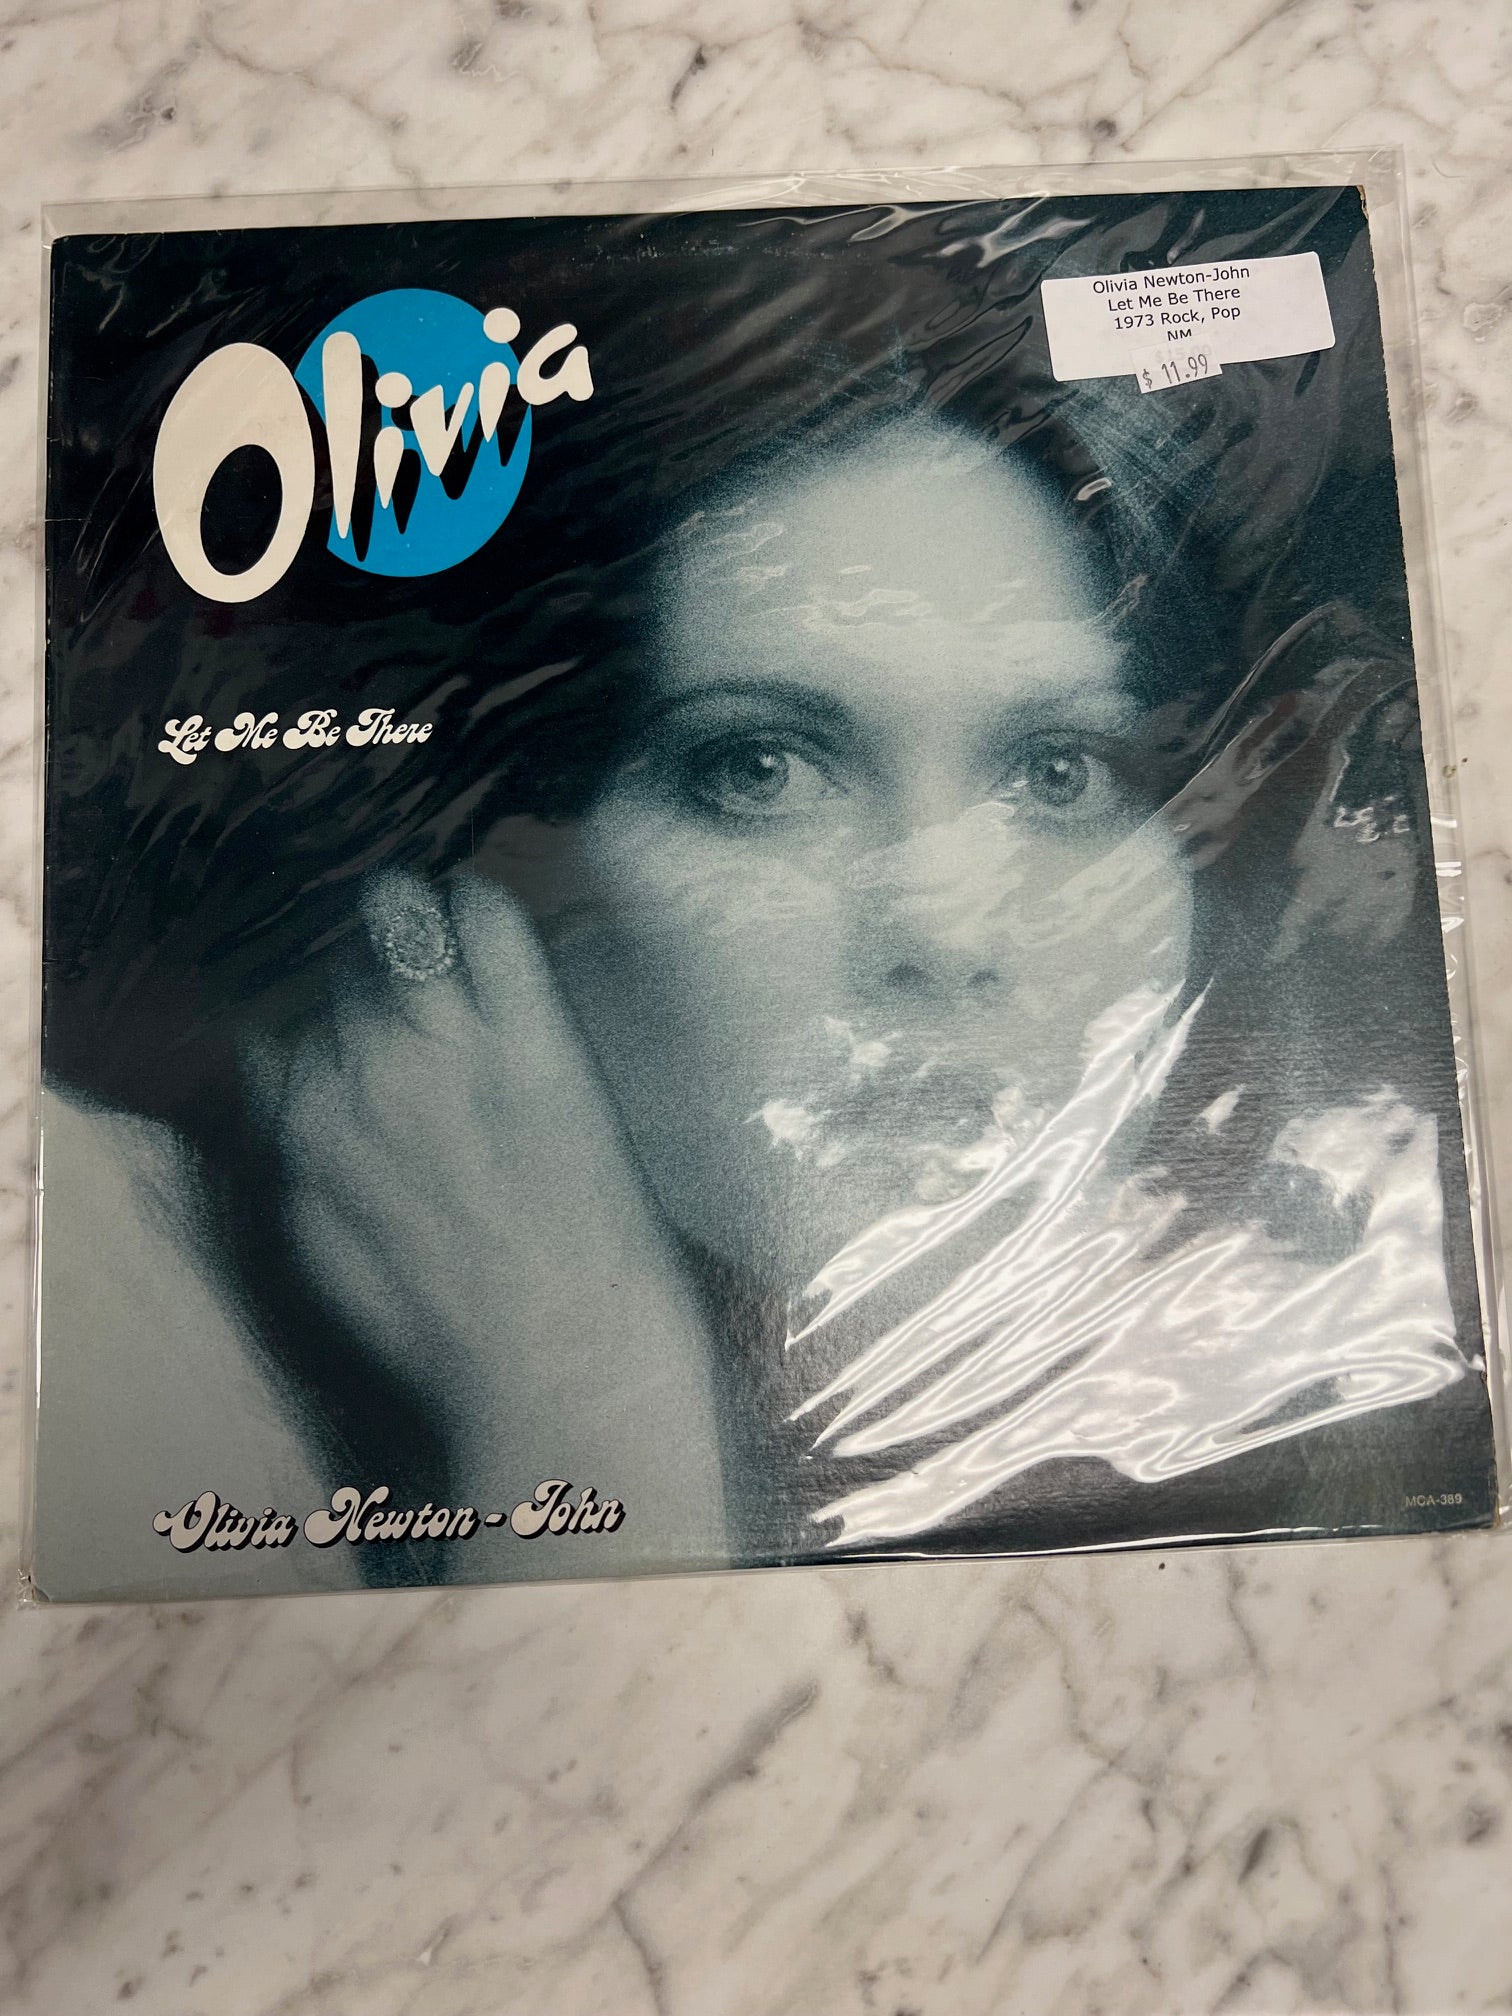 Olivia Newton-John
Let Me Be There
1973 Rock, Pop
NM
$ 11.99
Olivia
Let Me Be There
Olivia Newton-John
MCA-389